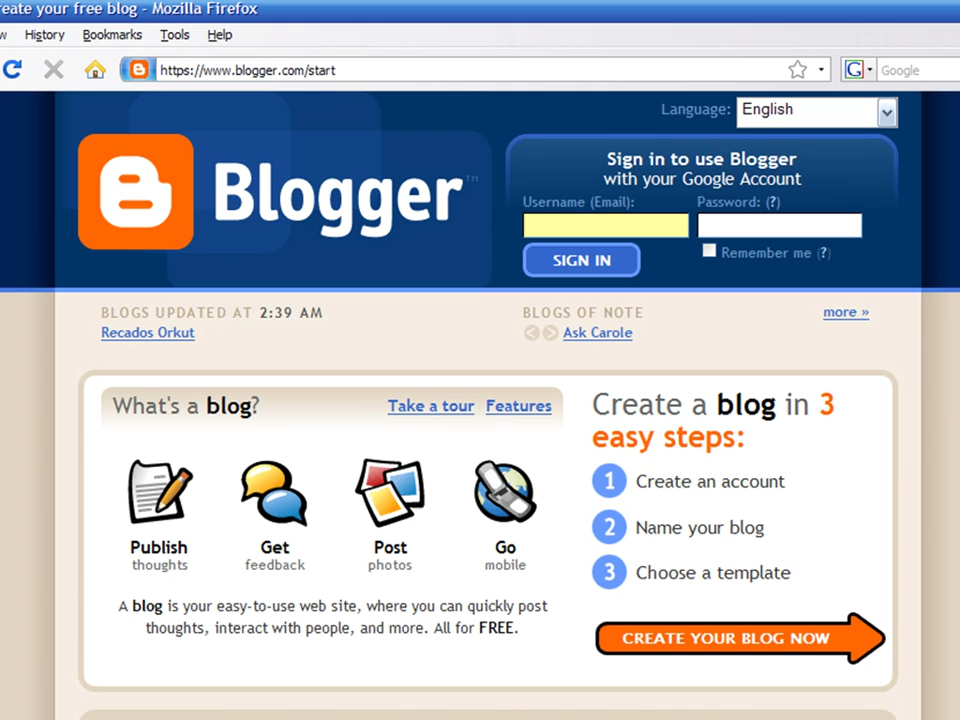 reate your free blog - Mozilla Firefox
w History Bookmarks Tools Help
https://www.blogger.com/start
G Google
Language: English
Blogger™
Sign in to use Blogger
with your Google Account
Username (Email): Password: (?)
SIGN IN
Remember me (?)
BLOGS UPDATED AT 2:39 AM
Recados Orkut
BLOGS OF NOTE
more »
Ask Carole
What's a blog?
Take a tour Features
Publish
thoughts
Get
feedback
Post
photos
Go
mobile
A blog is your easy-to-use web site, where you can quickly post
thoughts, interact with people, and more. All for FREE.
Create a blog in 3
easy steps:
1 Create an account
2 Name your blog
3 Choose a template
CREATE YOUR BLOG NOW